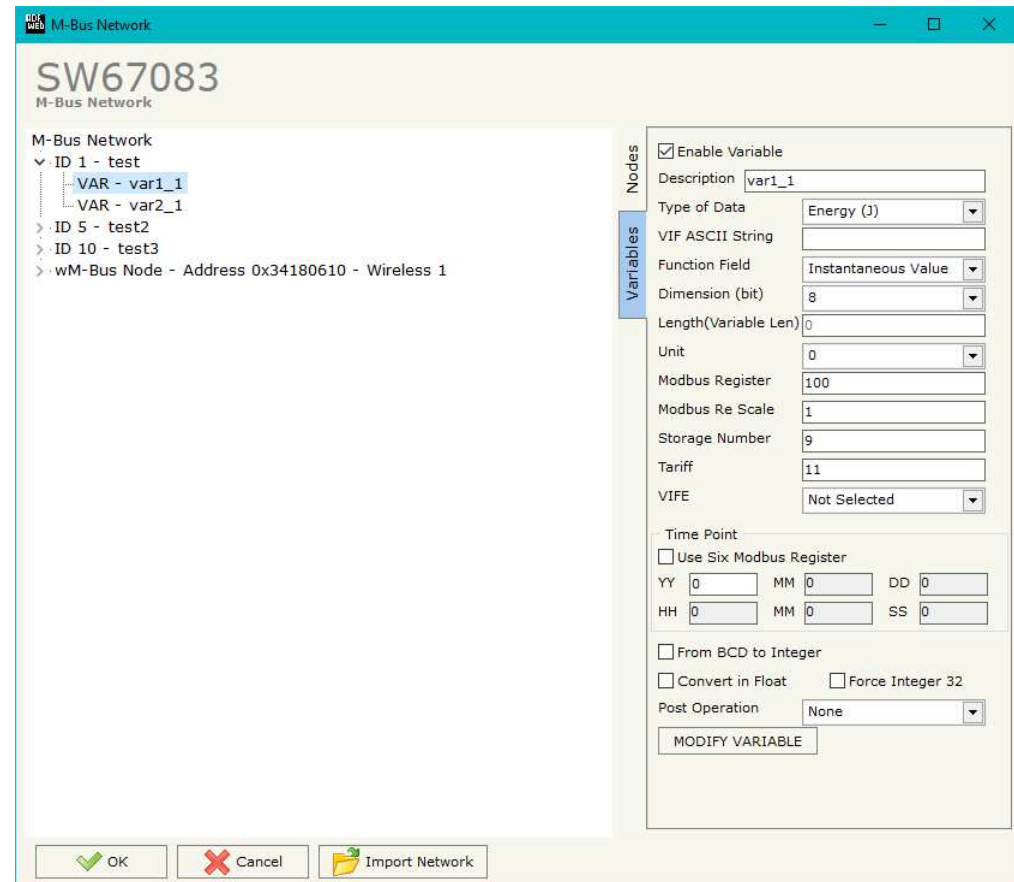 ADF WEB M-Bus Network
SW67083
M-Bus Network
M-Bus Network
ID 1 - test
VAR - var1_1
VAR - var2_1
ID 5 - test2
ID 10 - test3
wM-Bus Node - Address 0x34180610 - Wireless 1
Nodes
Variables
Enable Variable
Description var1_1
Type of Data Energy (J)
VIF ASCII String
Function Field Instantaneous Value
Dimension (bit) 8
Length(Variable Len) 0
Unit 0
Modbus Register 100
Modbus Re Scale 1
Storage Number 9
Tariff 11
VIFE Not Selected
Time Point
Use Six Modbus Register
YY 0 MM 0 DD 0
HH 0 MM 0 SS 0
From BCD to Integer
Convert in Float Force Integer 32
Post Operation None
MODIFY VARIABLE
OK Cancel Import Network